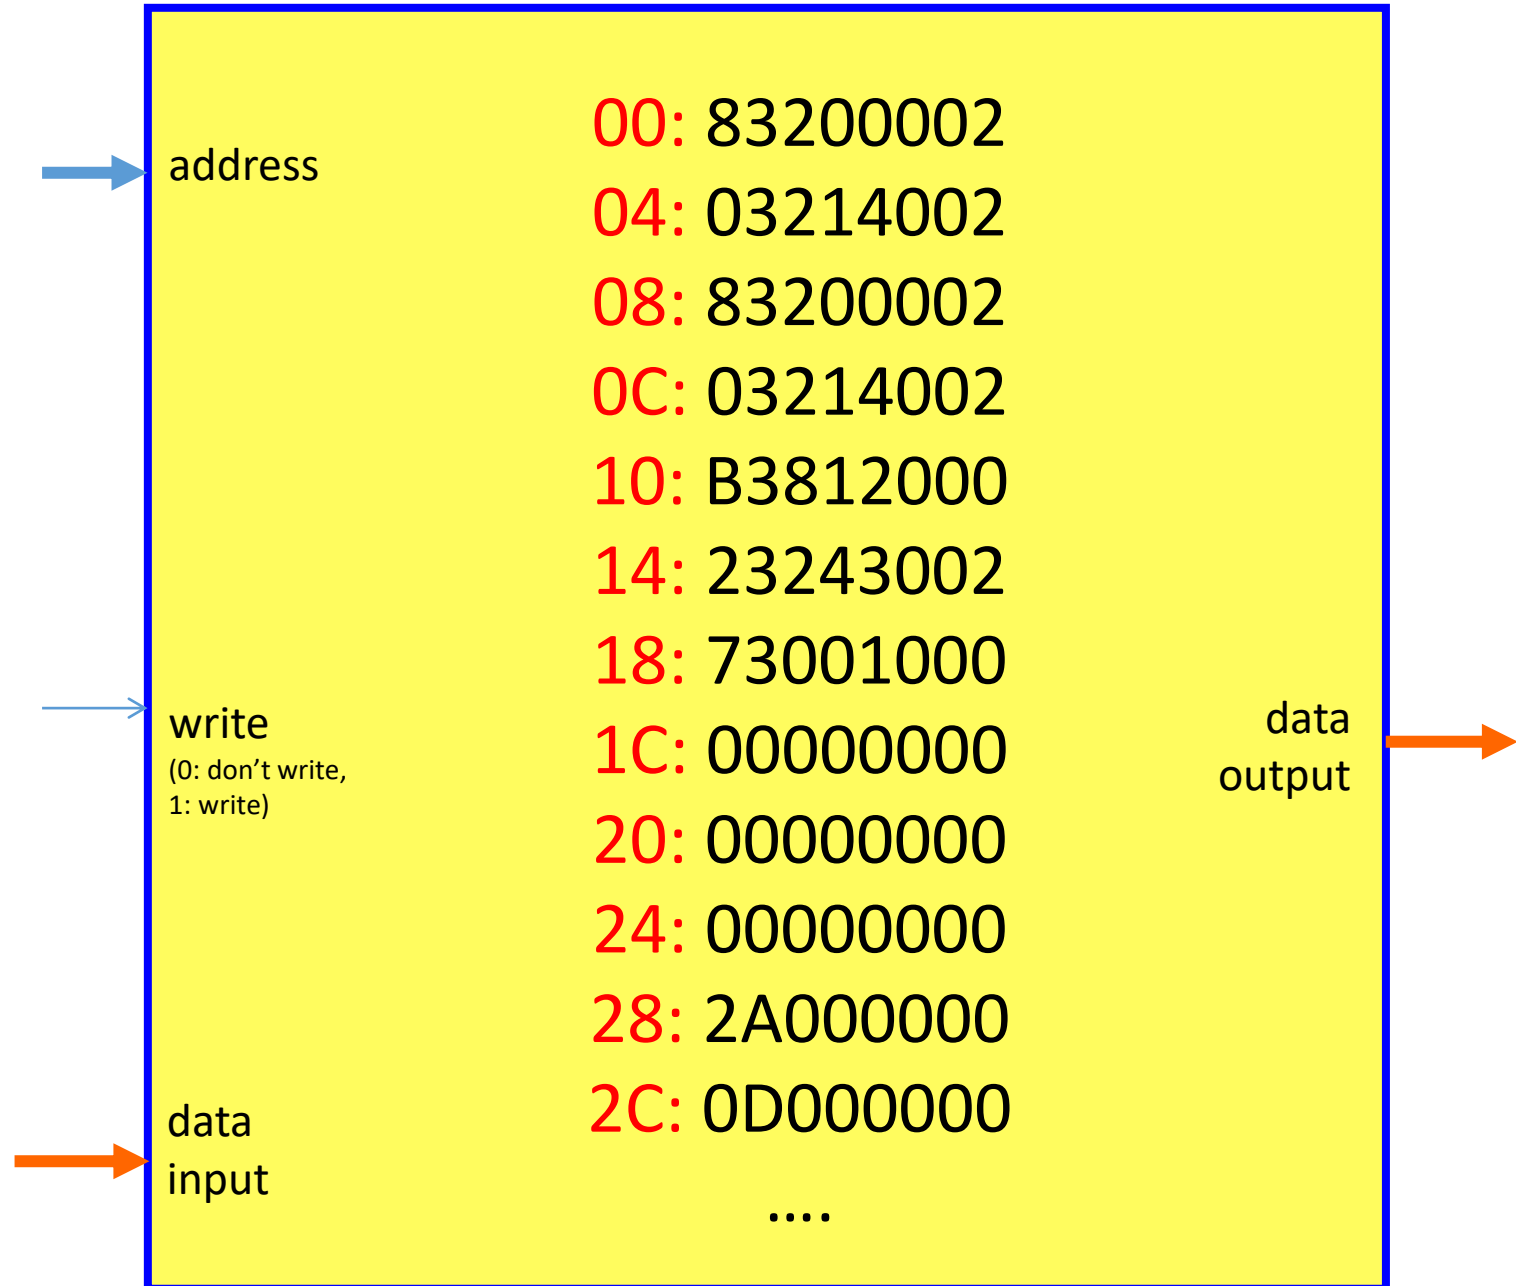 address
write
(0: don't write,
1: write)
data
input
00: 83200002
04: 03214002
08: 83200002
0C: 03214002
10: B3812000
14: 23243002
18: 73001000
1C: 00000000
20: 00000000
24: 00000000
28: 2A000000
2C: 0D000000
....
data
output